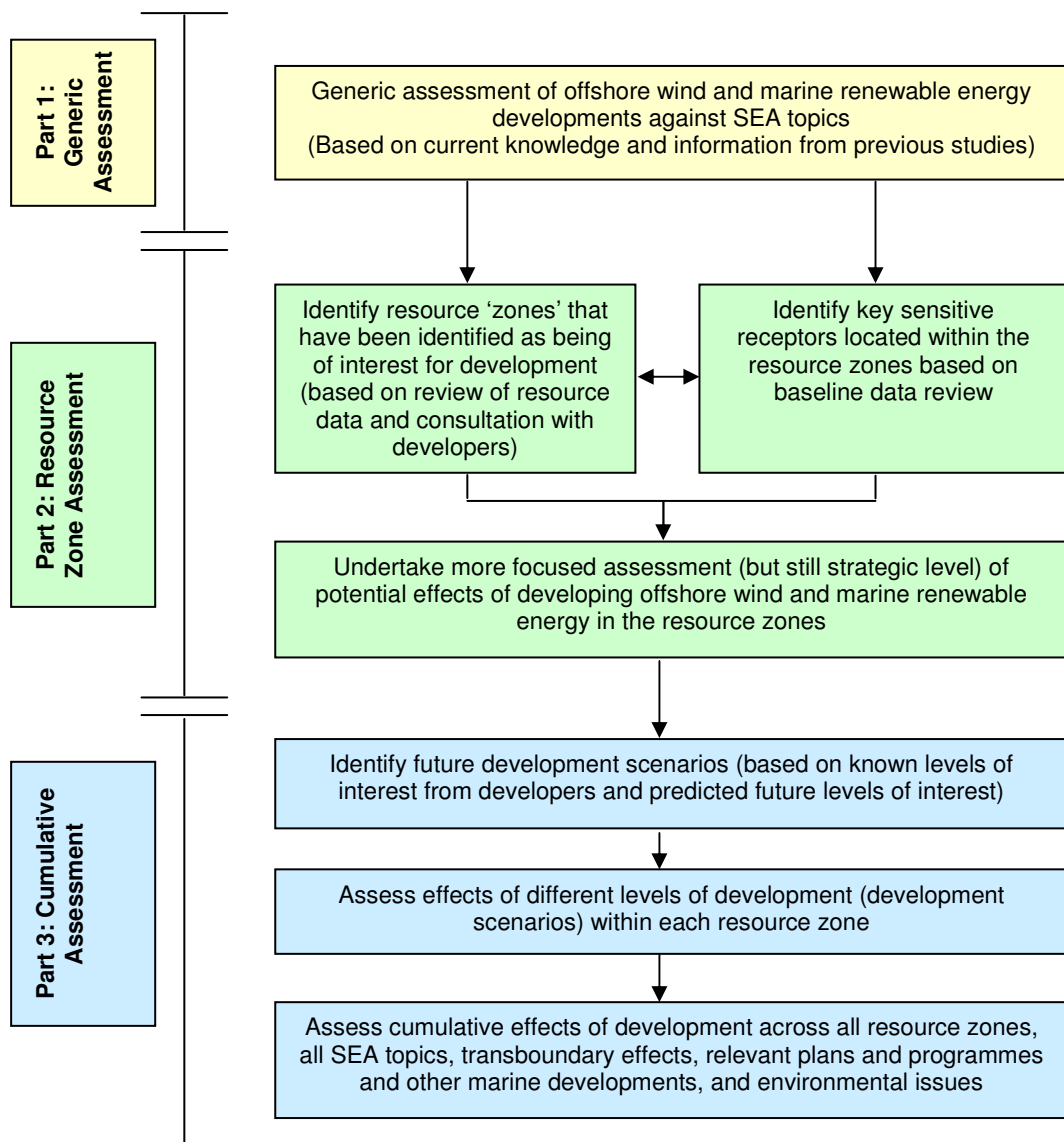 Part 1:
Generic
Assessment
Generic assessment of offshore wind and marine renewable energy
developments against SEA topics
(Based on current knowledge and information from previous studies)
Part 2: Resource
Zone Assessment
Identify resource ‘zones’ that
have been identified as being
of interest for development
(based on review of resource
data and consultation with
developers)
Identify key sensitive
receptors located within the
resource zones based on
baseline data review
Undertake more focused assessment (but still strategic level) of
potential effects of developing offshore wind and marine renewable
energy in the resource zones
Part 3: Cumulative
Assessment
Identify future development scenarios (based on known levels of
interest from developers and predicted future levels of interest)
Assess effects of different levels of development (development
scenarios) within each resource zone
Assess cumulative effects of development across all resource zones,
all SEA topics, transboundary effects, relevant plans and programmes
and other marine developments, and environmental issues